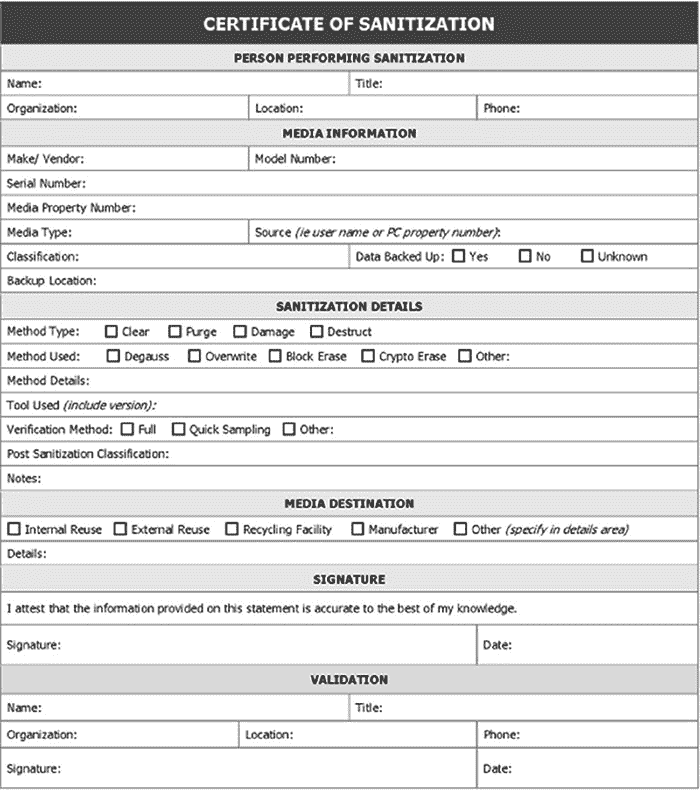 CERTIFICATE OF SANITIZATION
PERSON PERFORMING SANITIZATION
Name: Title:
Organization: Location: Phone:
MEDIA INFORMATION
Make/ Vendor: Model Number:
Serial Number:
Media Property Number:
Media Type: Source (ie user name or PC property number):
Classification: Data Backed Up: Yes No Unknown
Backup Location:
SANITIZATION DETAILS
Method Type: Clear Purge Damage Destruct
Method Used: Degauss Overwrite Block Erase Crypto Erase Other:
Method Details:
Tool Used (include version):
Verification Method: Full Quick Sampling Other:
Post Sanitization Classification:
Notes:
MEDIA DESTINATION
Internal Reuse External Reuse Recycling Facility Manufacturer Other (specify in details area)
Details:
SIGNATURE
I attest that the information provided on this statement is accurate to the best of my knowledge.
Signature: Date:
VALIDATION
Name: Title:
Organization: Location: Phone:
Signature: Date: